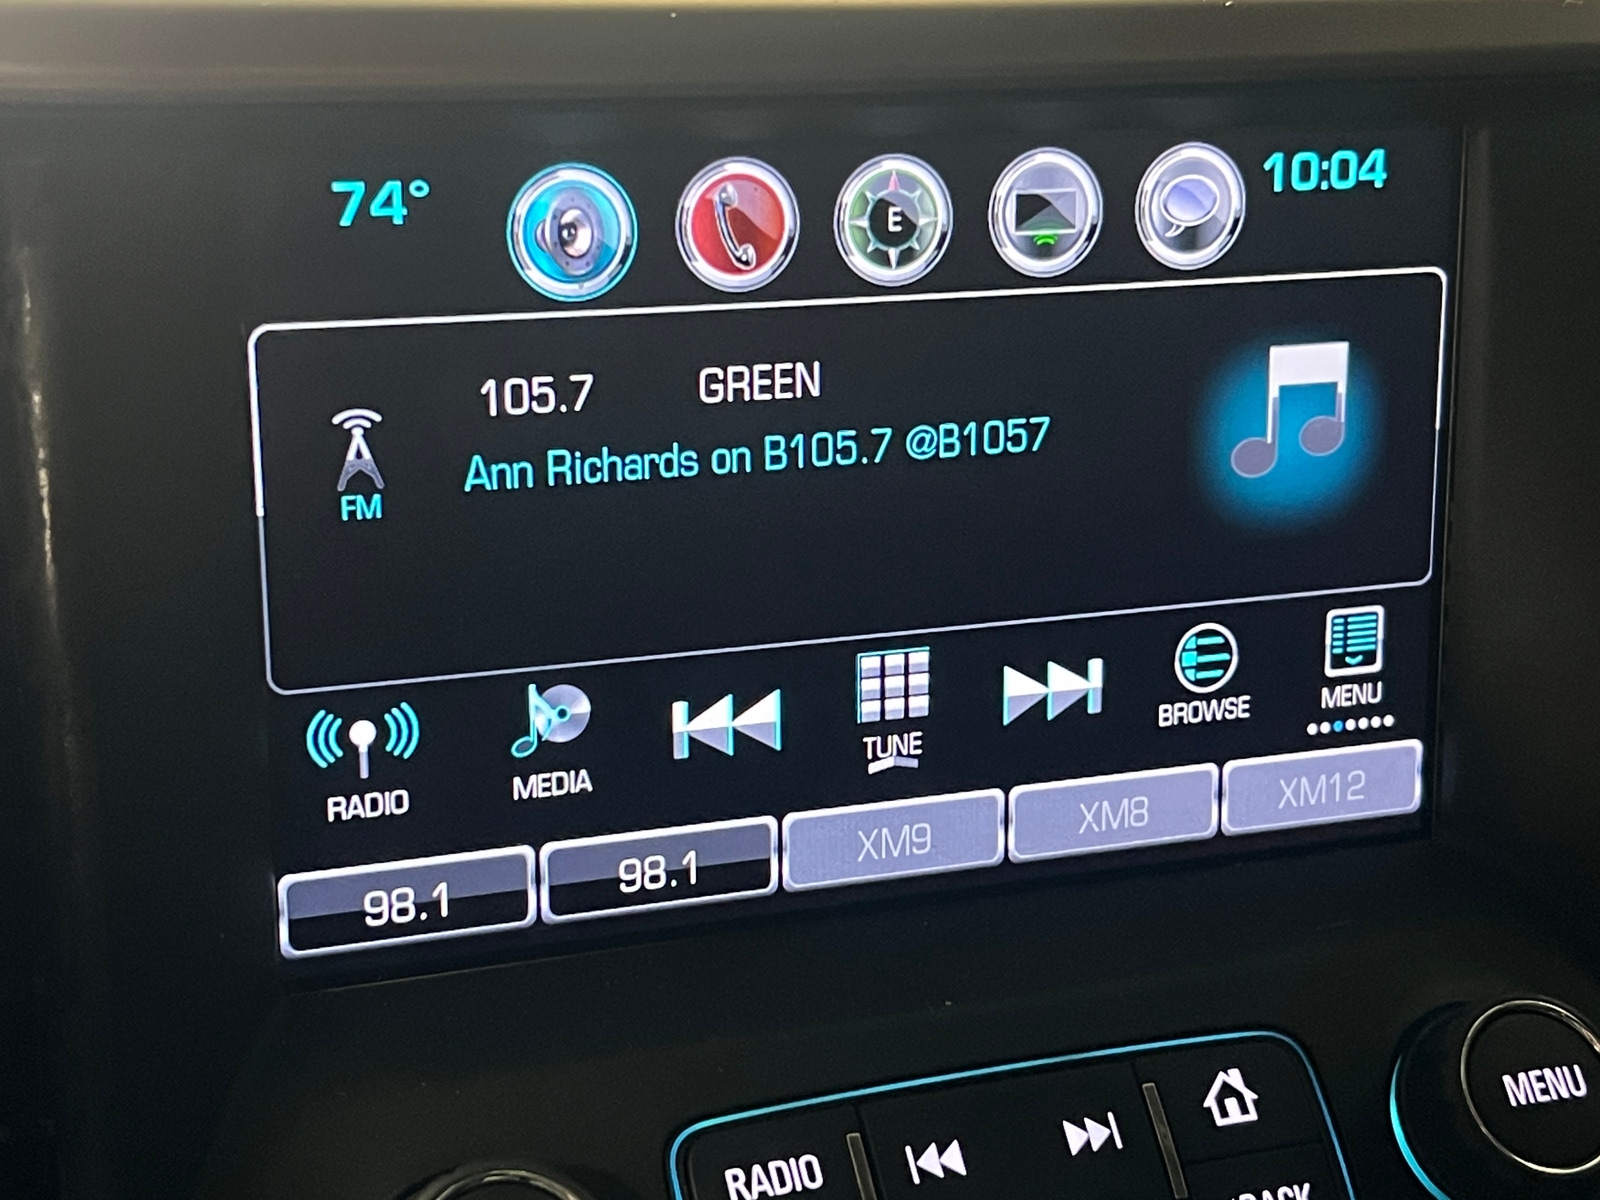 74° E 10:04
105.7 GREEN
Ann Richards on B105.7 @B1057
FM
RADIO MEDIA TUNE BROWSE MENU
98.1 98.1 XM9 XM8 XM12
RADIO MENU
BACK